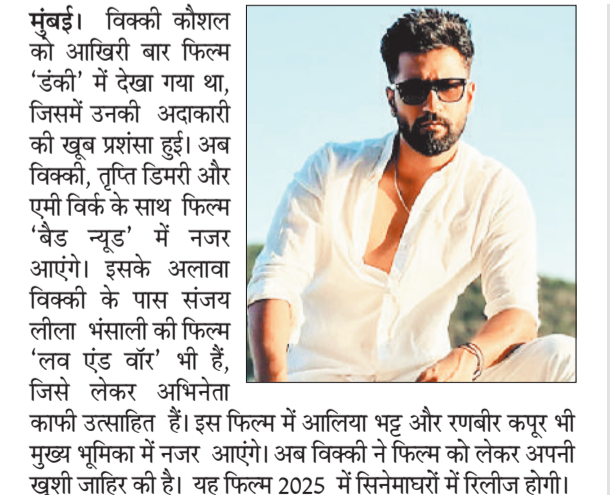 मुंबई। विक्की कौशल
को आखिरी बार फिल्म
‘डंकी’ में देखा गया था,
जिसमें उनकी अदाकारी
की खूब प्रशंसा हुई। अब
विक्की, तृप्ति डिमरी और
एमी विर्क के साथ फिल्म
‘बैड न्यूड’ में नजर
आएंगे। इसके अलावा
विक्की के पास संजय
लीला भंसाली की फिल्म
‘लव एंड वॉर’ भी हैं,
जिसे लेकर अभिनेता
काफी उत्साहित हैं। इस फिल्म में आलिया भट्ट और रणबीर कपूर भी
मुख्य भूमिका में नजर आएंगे। अब विक्की ने फिल्म को लेकर अपनी
खुशी जाहिर की है। यह फिल्म 2025 में सिनेमाघरों में रिलीज होगी।